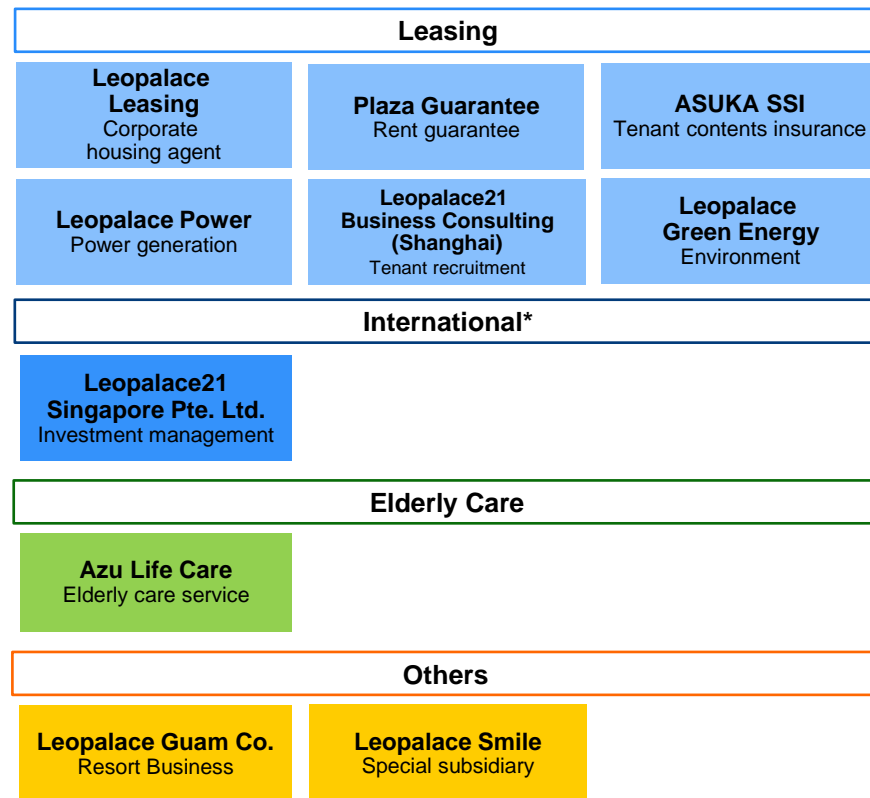 Leasing
Leopalace
Leasing
Corporate
housing agent
Plaza Guarantee
Rent guarantee
ASUKA SSI
Tenant contents insurance
Leopalace Power
Power generation
Leopalace21
Business Consulting
(Shanghai)
Tenant recruitment
Leopalace
Green Energy
Environment
International*
Leopalace21
Singapore Pte. Ltd.
Investment management
Elderly Care
Azu Life Care
Elderly care service
Others
Leopalace Guam Co.
Resort Business
Leopalace Smile
Special subsidiary